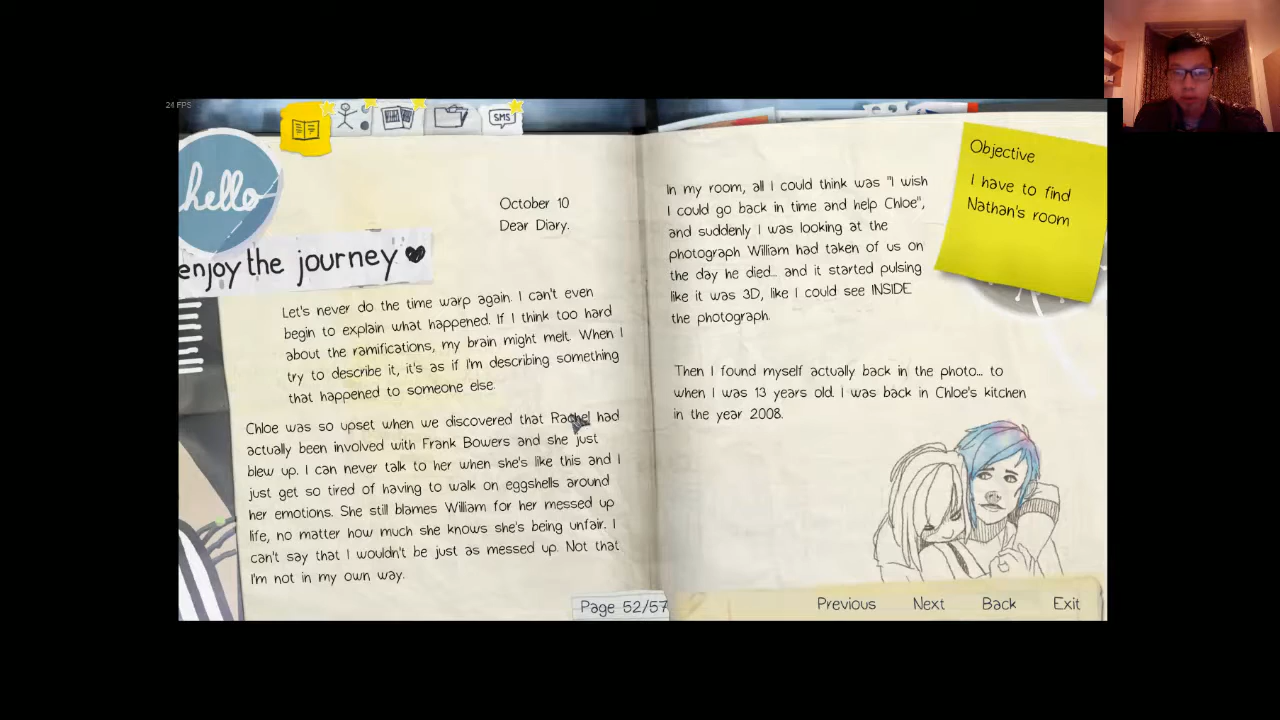 24 FPS
SMS
hello
enjoy the journey
October 10
Dear Diary.
Let's never do the time warp again. I can't even
begin to explain what happened. If I think too hard
about the ramifications, my brain might melt. When I
try to describe it, it's as if I'm describing something
that happened to someone else.
Chloe was so upset when we discovered that Rachel had
actually been involved with Frank Bowers and she just
blew up. I can never talk to her when she's like this and I
just get so tired of having to walk on eggshells around
her emotions. She still blames William for her messed up
life, no matter how much she knows she's being unfair. I
can't say that I wouldn't be just as messed up. Not that
I'm not in my own way.
Page 52/57
In my room, all I could think was "I wish
I could go back in time and help Chloe",
and suddenly I was looking at the
photograph William had taken of us on
the day he died... and it started pulsing
like it was 3D, like I could see INSIDE
the photograph.
Then I found myself actually back in the photo... to
when I was 13 years old. I was back in Chloe's kitchen
in the year 2008.
Objective
I have to find
Nathan's room
Previous Next Back Exit